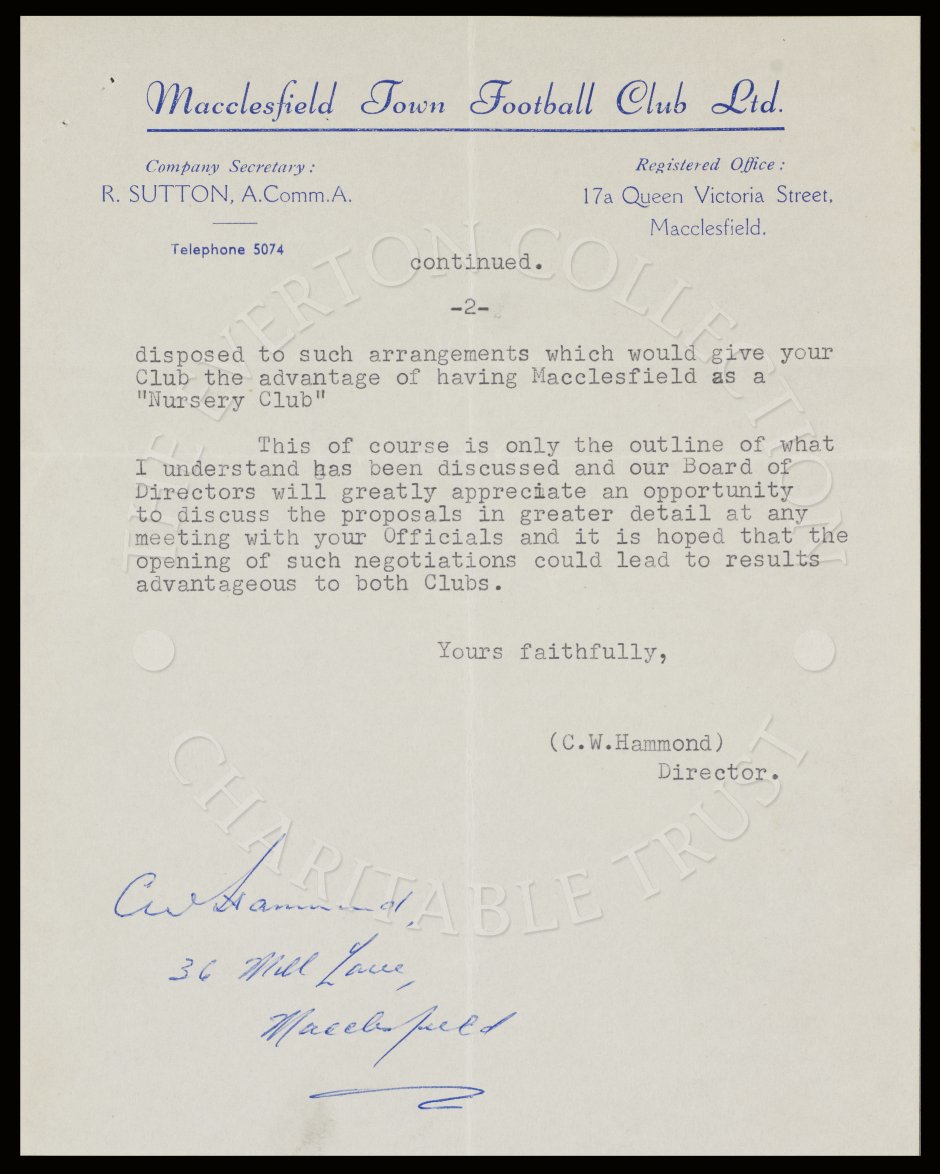 Macclesfield Town Football Club Ltd.
Company Secretary :
R. SUTTON, A.Comm.A.
Telephone 5074
Registered Office :
17a Queen Victoria Street,
Macclesfield.
continued.
-2-
disposed to such arrangements which would give your
Club the advantage of having Macclesfield as a
"Nursery Club"
This of course is only the outline of what
I understand has been discussed and our Board of
Directors will greatly appreciate an opportunity
to discuss the proposals in greater detail at any
meeting with your Officials and it is hoped that the
opening of such negotiations could lead to results
advantageous to both Clubs.
Yours faithfully,
(C.W.Hammond)
Director.
CW Hammond,
36 Mill Lane,
Macclesfield
THE EVERTON COLLECTION
CHARITABLE TRUST